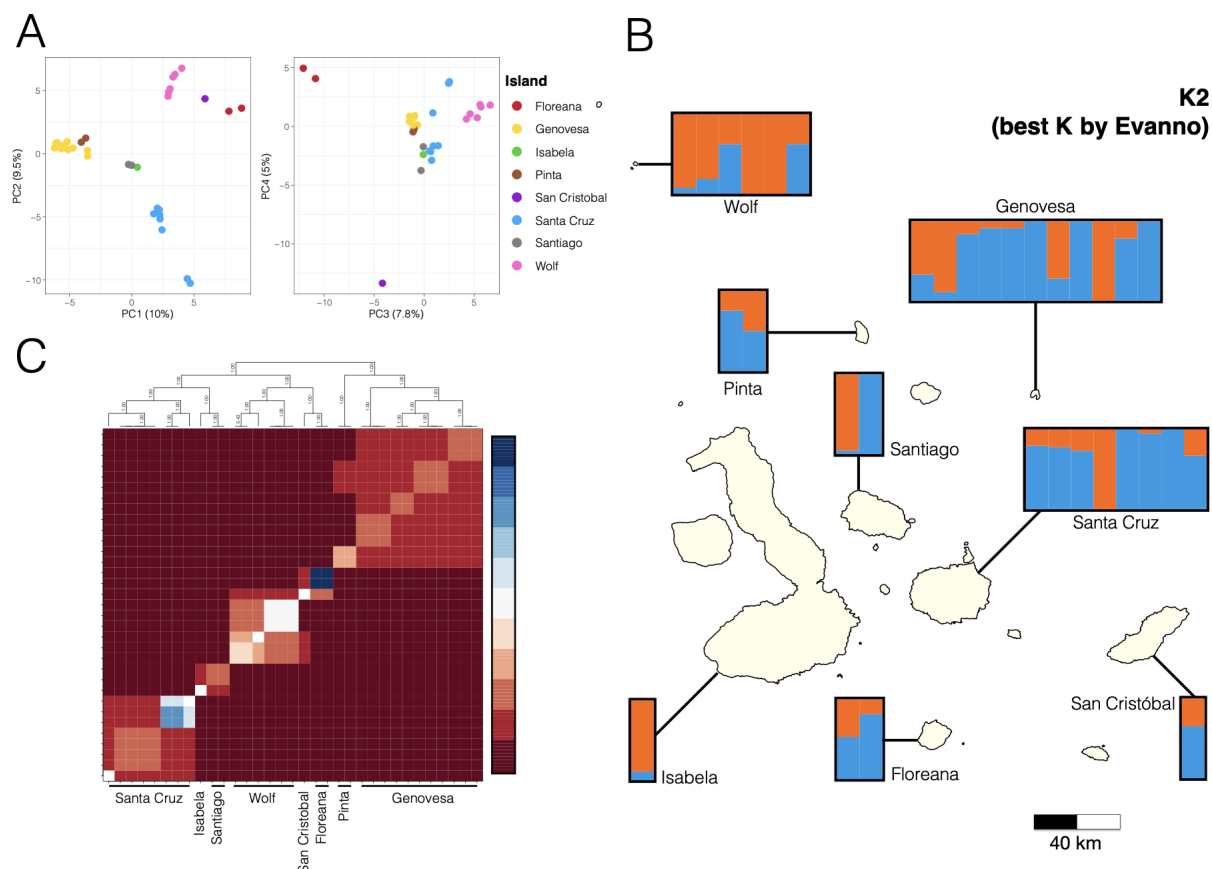 A
B
C
5
0
−5
−10
PC2 (9.5%)
−5
0
5
PC1 (10%)
5
0
−5
−10
PC4 (5%)
−10
−5
0
5
PC3 (7.8%)
Island
Floreana
Genovesa
Isabela
Pinta
San Cristobal
Santa Cruz
Santiago
Wolf
K2
(best K by Evanno)
Wolf
Genovesa
Pinta
Santiago
Santa Cruz
San Cristóbal
Isabela
Floreana
40 km
Santa Cruz
Isabela
Santiago
Wolf
San Cristobal
Floreana
Pinta
Genovesa